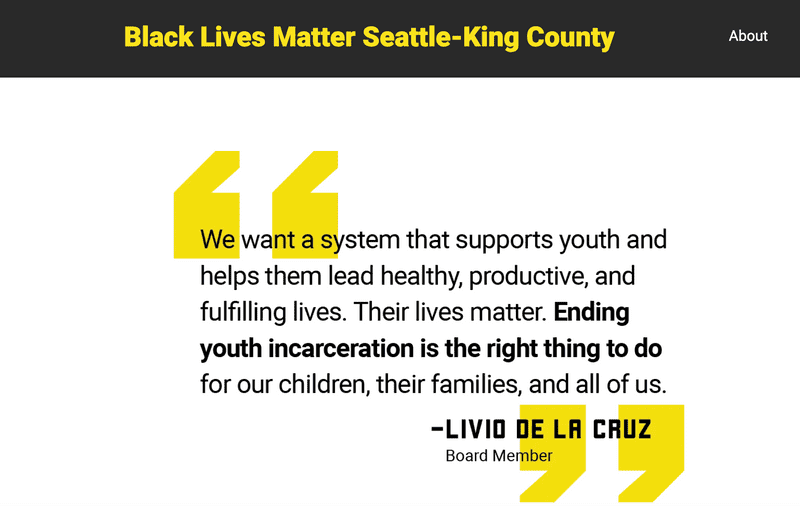 Black Lives Matter Seattle-King County
About
“
We want a system that supports youth and
helps them lead healthy, productive, and
fulfilling lives. Their lives matter. Ending
youth incarceration is the right thing to do
for our children, their families, and all of us.
”
-LIVIO DE LA CRUZ
Board Member